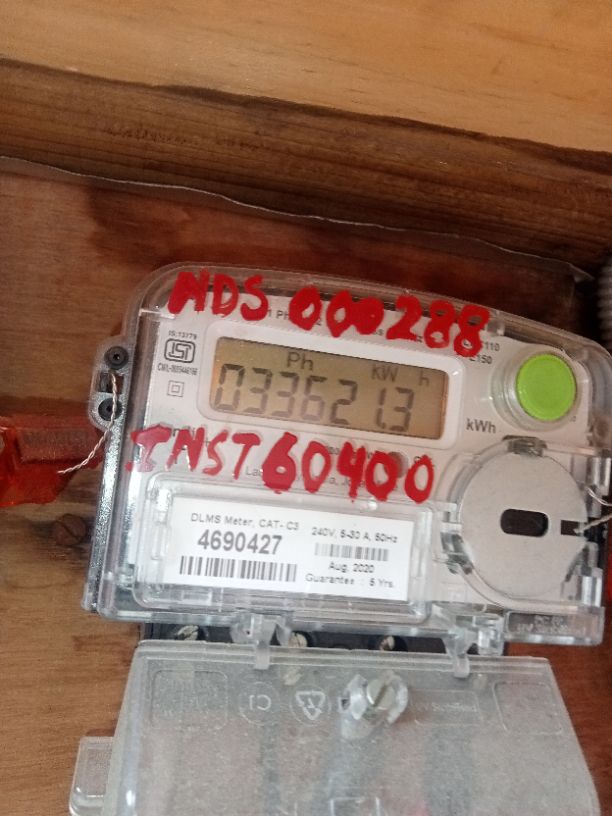 NDS 000288
IS:13779
Ph kW h
033621.3
kWh
INST 60400
DLMS Meter, CAT- C3
240V, 5-30 A, 50Hz
4690427
Aug, 2020
Guarantee : 5 Yrs.
C1